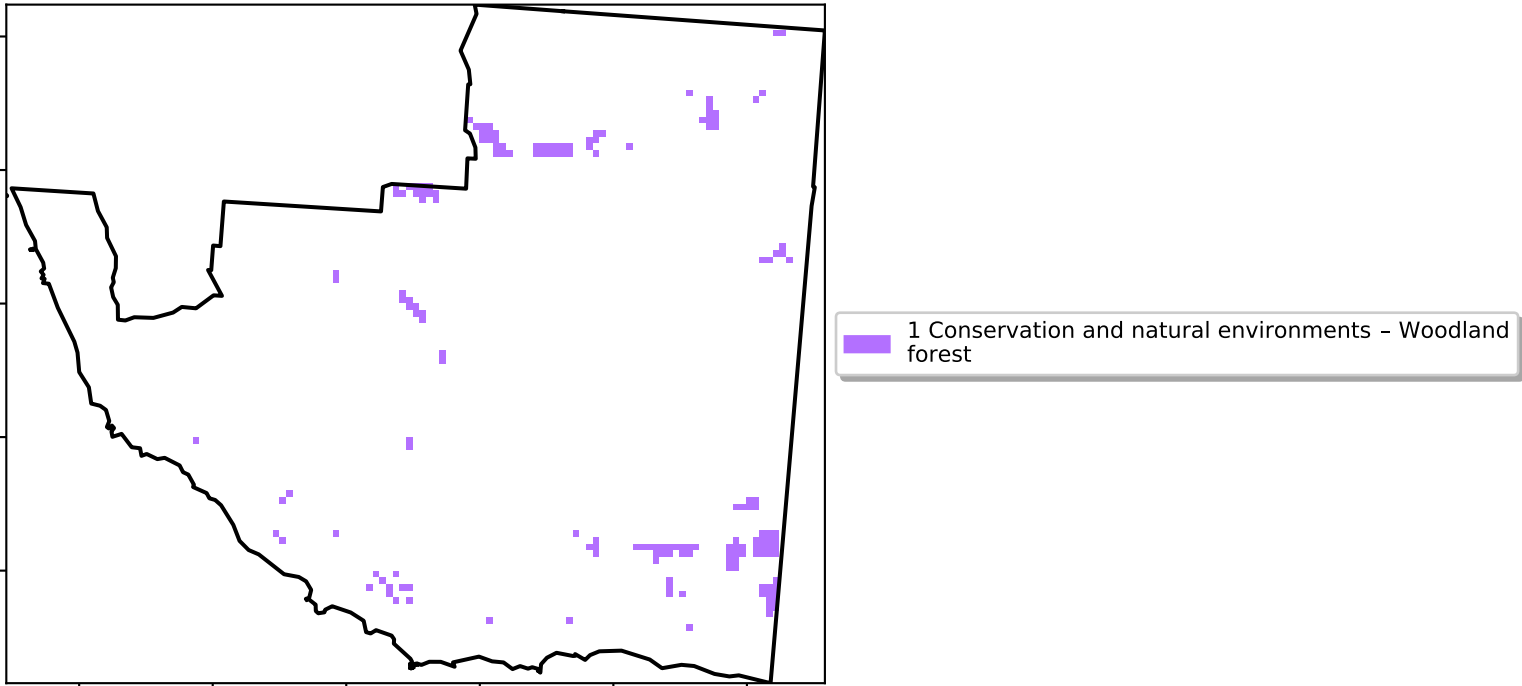 1 Conservation and natural environments – Woodland
forest